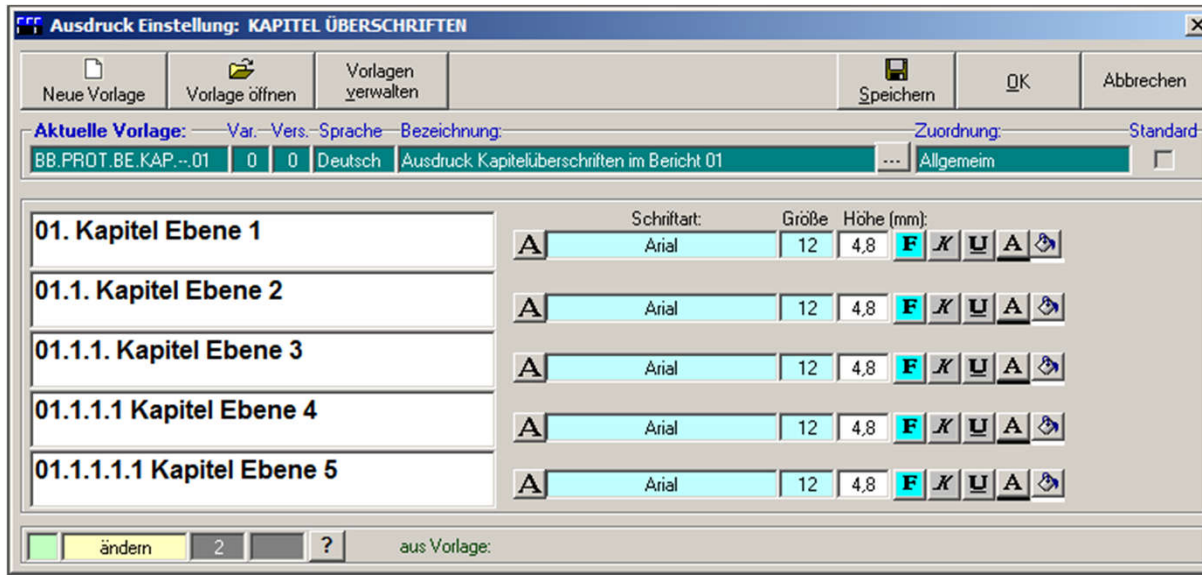 Ausdruck Einstellung: KAPITEL ÜBERSCHRIFTEN
Neue Vorlage Vorlage öffnen Vorlagen verwalten Speichern OK Abbrechen
Aktuelle Vorlage: Var. Vers. Sprache Bezeichnung: Zuordnung: Standard
BB.PROT.BE.KAP.--.01 0 0 Deutsch Ausdruck Kapitelüberschriften im Bericht 01 ... Allgemeim
Schriftart: Größe Höhe (mm):
01. Kapitel Ebene 1 A Arial 12 4,8 F K U A
01.1. Kapitel Ebene 2 A Arial 12 4,8 F K U A
01.1.1. Kapitel Ebene 3 A Arial 12 4,8 F K U A
01.1.1.1 Kapitel Ebene 4 A Arial 12 4,8 F K U A
01.1.1.1.1 Kapitel Ebene 5 A Arial 12 4,8 F K U A
ändern 2 ? aus Vorlage: